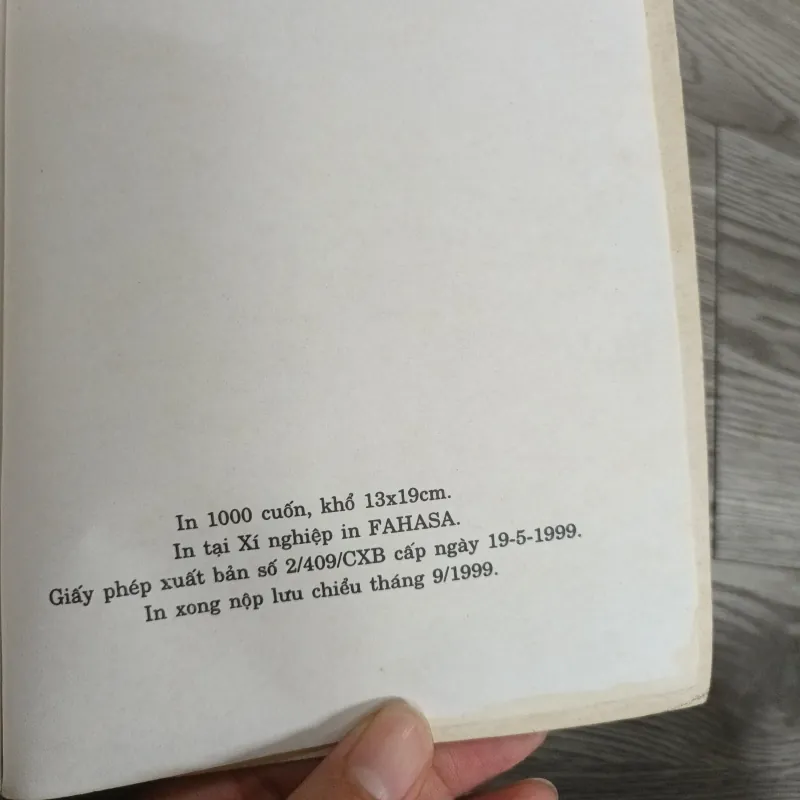 In 1000 cuốn, khổ 13x19cm.
In tại Xí nghiệp in FAHASA.
Giấy phép xuất bản số 2/409/CXB cấp ngày 19-5-1999.
In xong nộp lưu chiểu tháng 9/1999.